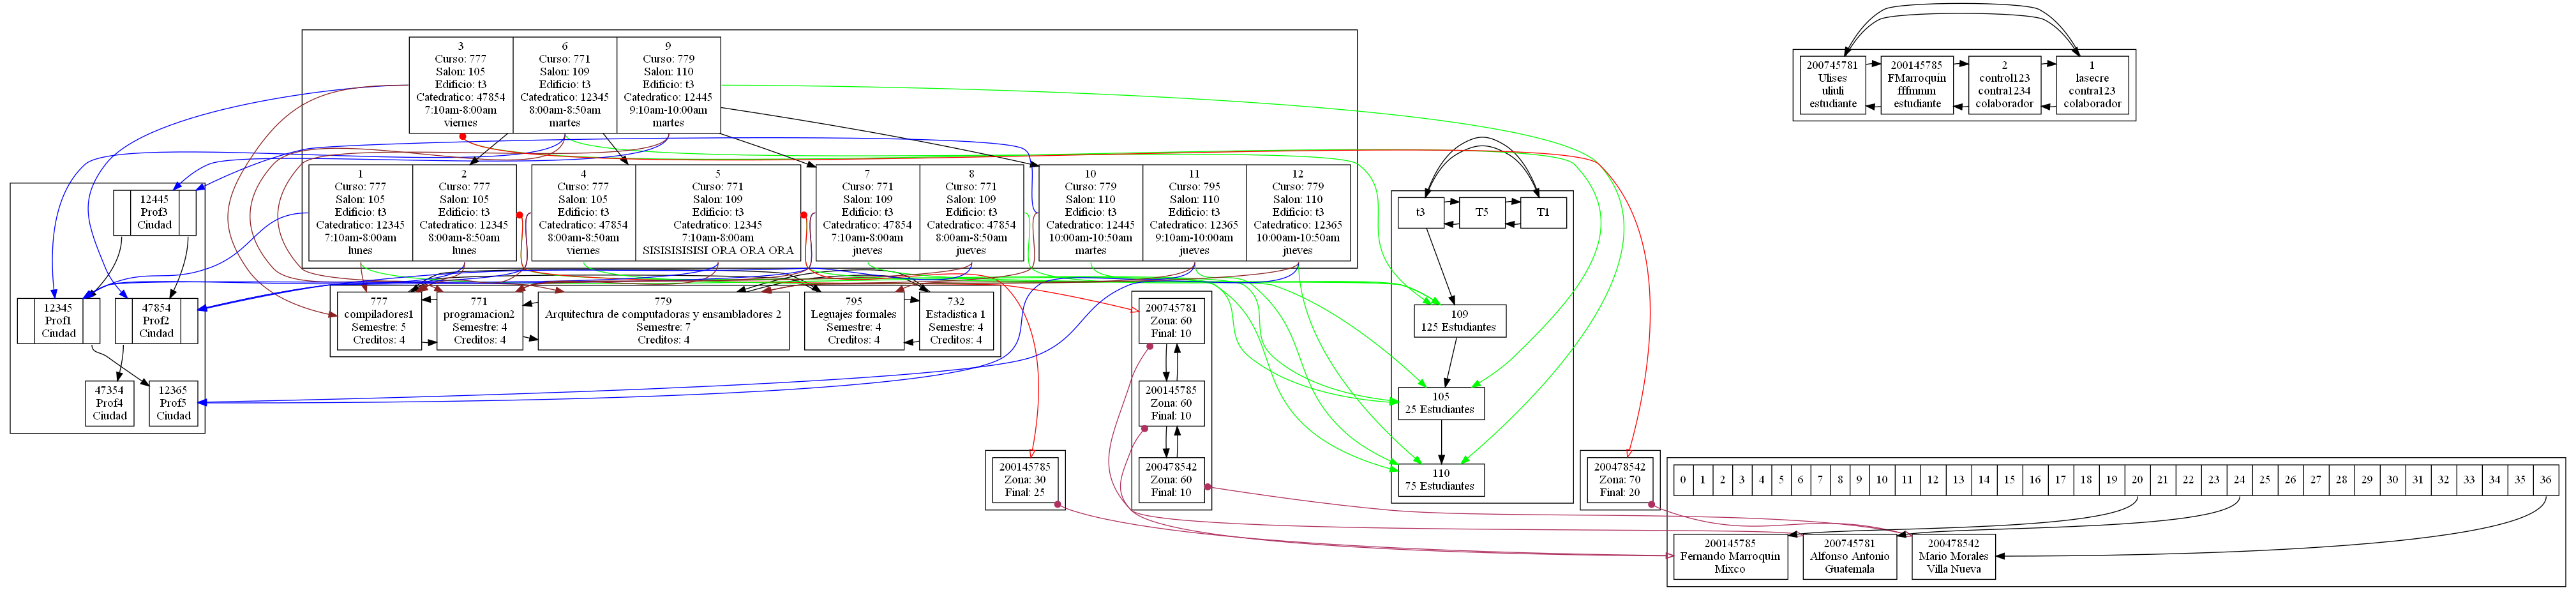 3
Curso: 777
Salon: 105
Edificio: t3
Catedratico: 47854
7:10am-8:00am
viernes
6
Curso: 771
Salon: 109
Edificio: t3
Catedratico: 12345
8:00am-8:50am
martes
9
Curso: 779
Salon: 110
Edificio: t3
Catedratico: 12445
9:10am-10:00am
martes
200745781
Ulises
uliuli
estudiante
200145785
FMarroquin
fffmmm
estudiante
2
control123
contra1234
colaborador
1
lasecre
contra123
colaborador
1
Curso: 777
Salon: 105
Edificio: t3
Catedratico: 12345
7:10am-8:00am
lunes
2
Curso: 777
Salon: 105
Edificio: t3
Catedratico: 12345
8:00am-8:50am
lunes
4
Curso: 777
Salon: 105
Edificio: t3
Catedratico: 47854
8:00am-8:50am
viernes
5
Curso: 771
Salon: 109
Edificio: t3
Catedratico: 12345
7:10am-8:00am
SISISISISISI ORA ORA ORA
7
Curso: 771
Salon: 109
Edificio: t3
Catedratico: 47854
7:10am-8:00am
jueves
8
Curso: 771
Salon: 109
Edificio: t3
Catedratico: 47854
8:00am-8:50am
jueves
10
Curso: 779
Salon: 110
Edificio: t3
Catedratico: 12445
10:00am-10:50am
martes
11
Curso: 795
Salon: 110
Edificio: t3
Catedratico: 12365
9:10am-10:00am
jueves
12
Curso: 779
Salon: 110
Edificio: t3
Catedratico: 12365
10:00am-10:50am
jueves
12445
Prof3
Ciudad
12345
Prof1
Ciudad
47854
Prof2
Ciudad
47354
Prof4
Ciudad
12365
Prof5
Ciudad
777
compiladores1
Semestre: 5
Creditos: 4
771
programacion2
Semestre: 4
Creditos: 4
779
Arquitectura de computadoras y ensambladores 2
Semestre: 7
Creditos: 4
795
Leguajes formales
Semestre: 4
Creditos: 4
732
Estadistica 1
Semestre: 4
Creditos: 4
t3
T5
T1
109
125 Estudiantes
105
25 Estudiantes
110
75 Estudiantes
200745781
Zona: 60
Final: 10
200145785
Zona: 60
Final: 10
200478542
Zona: 60
Final: 10
200145785
Zona: 30
Final: 25
200478542
Zona: 70
Final: 20
0 1 2 3 4 5 6 7 8 9 10 11 12 13 14 15 16 17 18 19 20 21 22 23 24 25 26 27 28 29 30 31 32 33 34 35 36
200145785
Fernando Marroquin
Mixco
200745781
Alfonso Antonio
Guatemala
200478542
Mario Morales
Villa Nueva